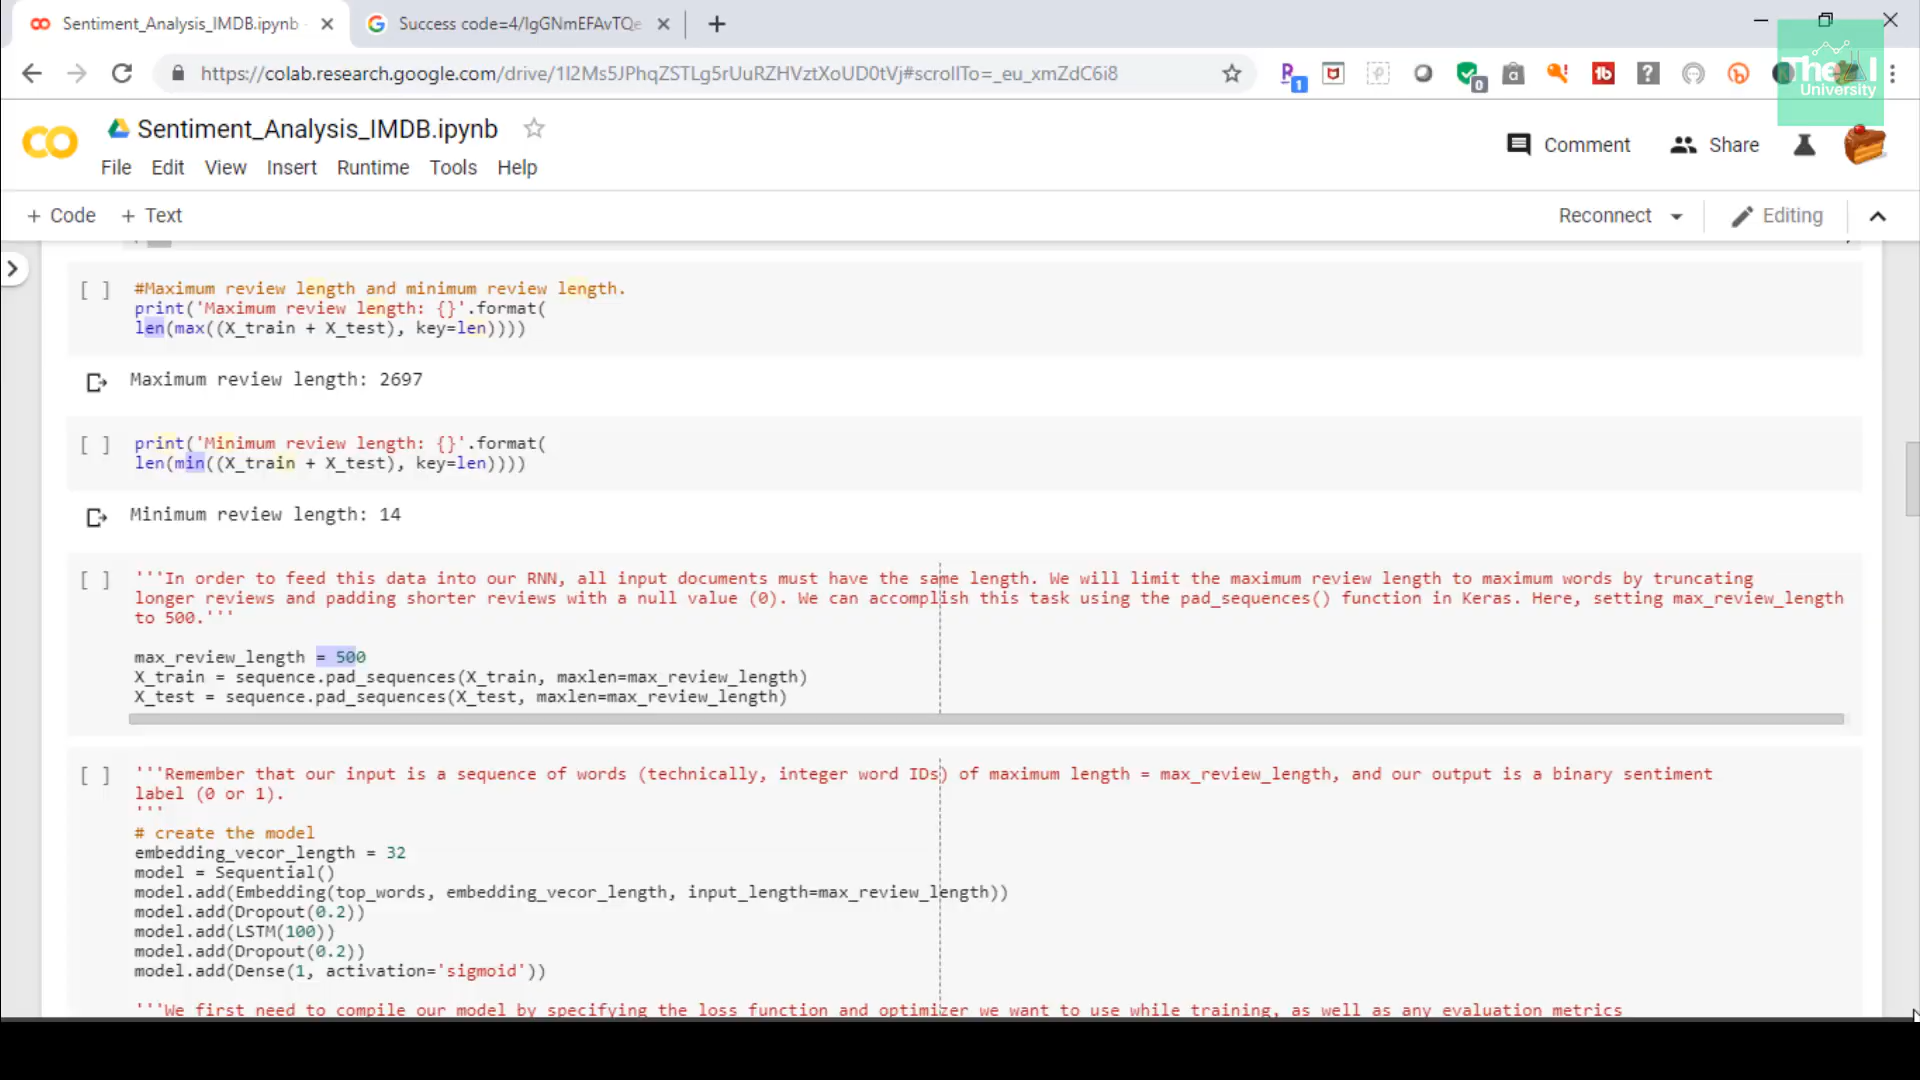 Sentiment_Analysis_IMDB.ipynb
Success code=4/IgGNmEFAvTQe
https://colab.research.google.com/drive/1I2Ms5JPhqZSTLg5rUuRZHVztXoUD0tVj#scrollTo=_eu_xmZdC6i8
The AI
University
Sentiment_Analysis_IMDB.ipynb
File Edit View Insert Runtime Tools Help
Comment Share
+ Code + Text
Reconnect Editing
[ ] #Maximum review length and minimum review length.
print('Maximum review length: {}'.format(
len(max((X_train + X_test), key=len))))
Maximum review length: 2697
[ ] print('Minimum review length: {}'.format(
len(min((X_train + X_test), key=len))))
Minimum review length: 14
[ ] '''In order to feed this data into our RNN, all input documents must have the same length. We will limit the maximum review length to maximum words by truncating
longer reviews and padding shorter reviews with a null value (0). We can accomplish this task using the pad_sequences() function in Keras. Here, setting max_review_length
to 500.'''
max_review_length = 500
X_train = sequence.pad_sequences(X_train, maxlen=max_review_length)
X_test = sequence.pad_sequences(X_test, maxlen=max_review_length)
[ ] '''Remember that our input is a sequence of words (technically, integer word IDs) of maximum length = max_review_length, and our output is a binary sentiment
label (0 or 1).
'''
# create the model
embedding_vecor_length = 32
model = Sequential()
model.add(Embedding(top_words, embedding_vecor_length, input_length=max_review_length))
model.add(Dropout(0.2))
model.add(LSTM(100))
model.add(Dropout(0.2))
model.add(Dense(1, activation='sigmoid'))
'''We first need to compile our model by specifying the loss function and optimizer we want to use while training, as well as any evaluation metrics